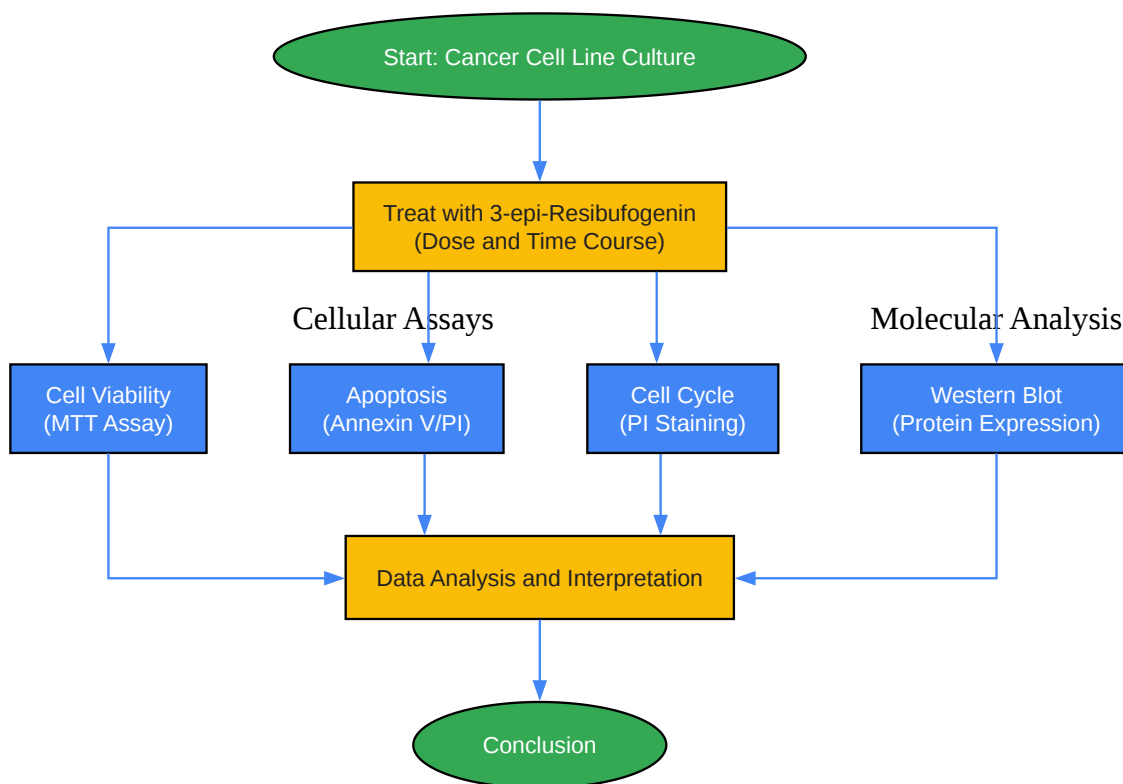 Start: Cancer Cell Line Culture
Treat with 3-epi-Resibufogenin
(Dose and Time Course)
Cellular Assays
Molecular Analysis
Cell Viability
(MTT Assay)
Apoptosis
(Annexin V/PI)
Cell Cycle
(PI Staining)
Western Blot
(Protein Expression)
Data Analysis and Interpretation
Conclusion